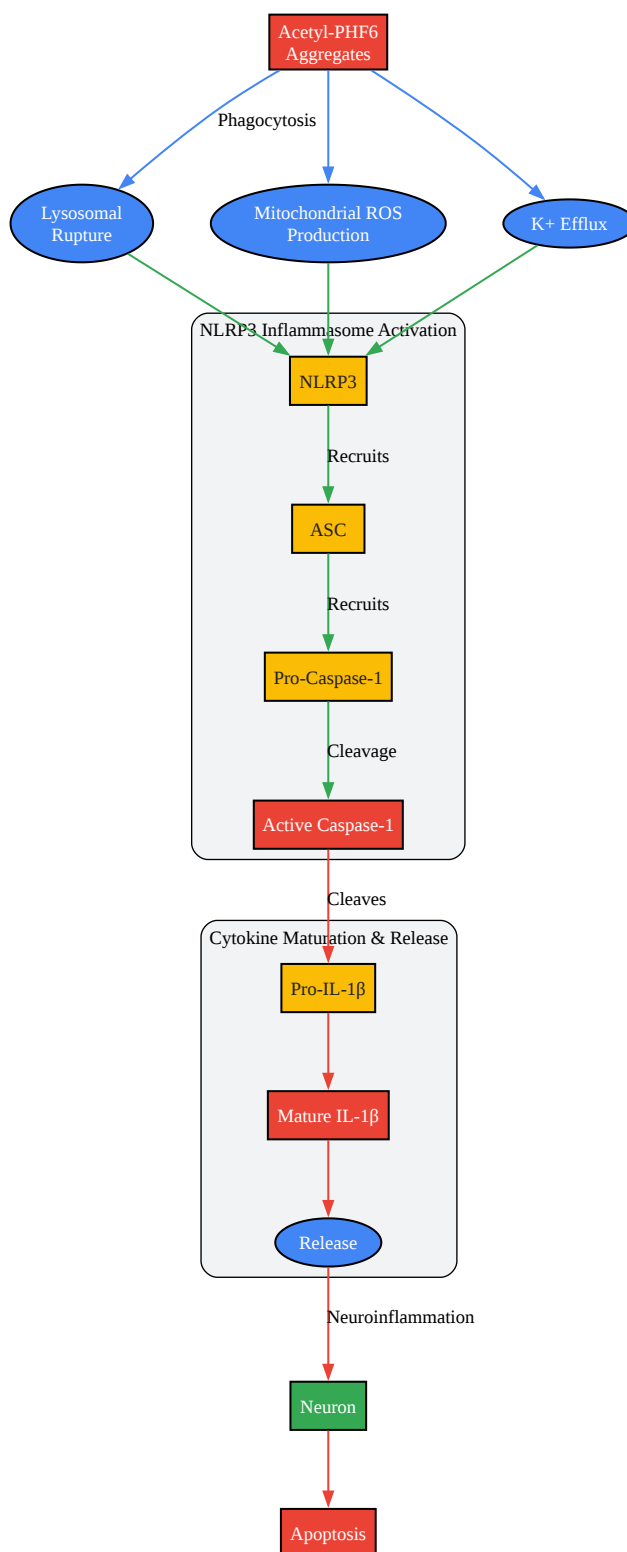 Acetyl-PHF6
Aggregates
Phagocytosis
Lysosomal
Rupture
Mitochondrial ROS
Production
K+ Efflux
NLRP3 Inflammasome Activation
NLRP3
Recruits
ASC
Recruits
Pro-Caspase-1
Cleavage
Active Caspase-1
Cleaves
Cytokine Maturation & Release
Pro-IL-1β
Mature IL-1β
Release
Neuroinflammation
Neuron
Apoptosis